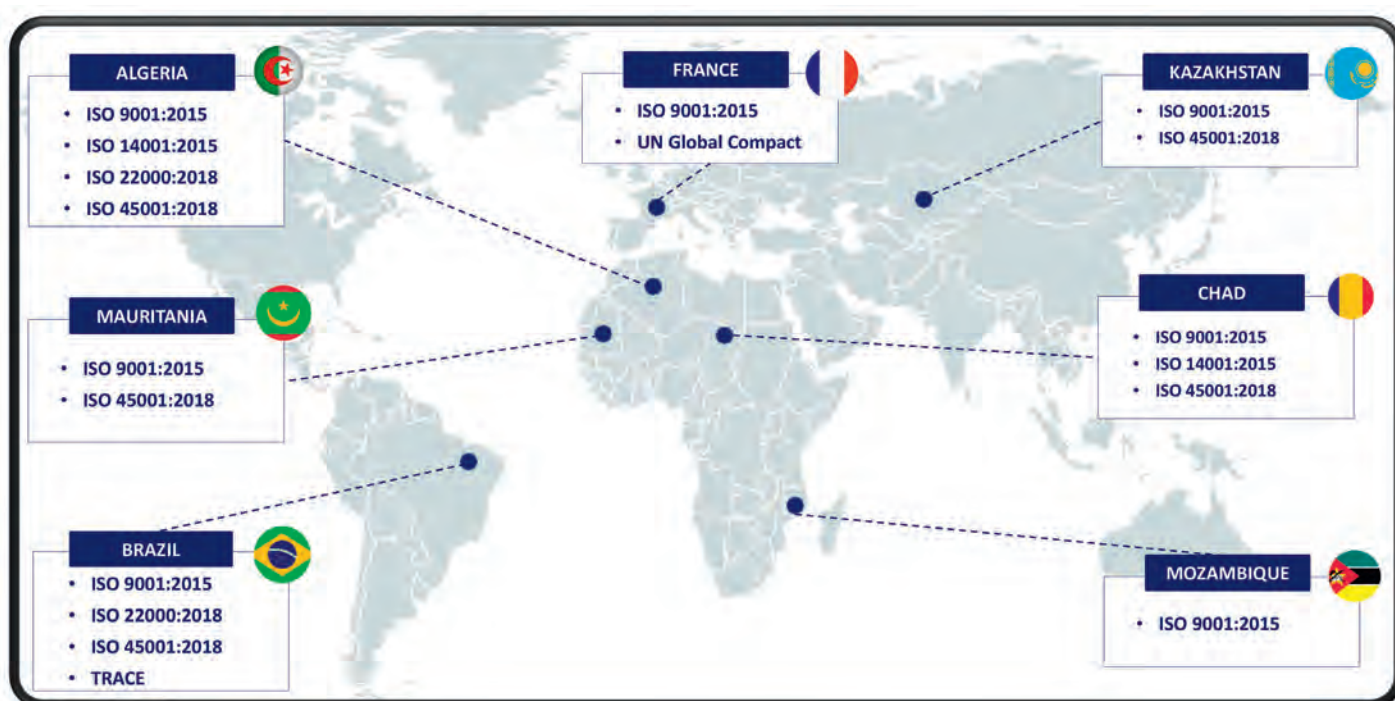 ALGERIA
ISO 9001:2015
ISO 14001:2015
ISO 22000:2018
ISO 45001:2018
FRANCE
ISO 9001:2015
UN Global Compact
KAZAKHSTAN
ISO 9001:2015
ISO 45001:2018
MAURITANIA
ISO 9001:2015
ISO 45001:2018
CHAD
ISO 9001:2015
ISO 14001:2015
ISO 45001:2018
BRAZIL
ISO 9001:2015
ISO 22000:2018
ISO 45001:2018
TRACE
MOZAMBIQUE
ISO 9001:2015